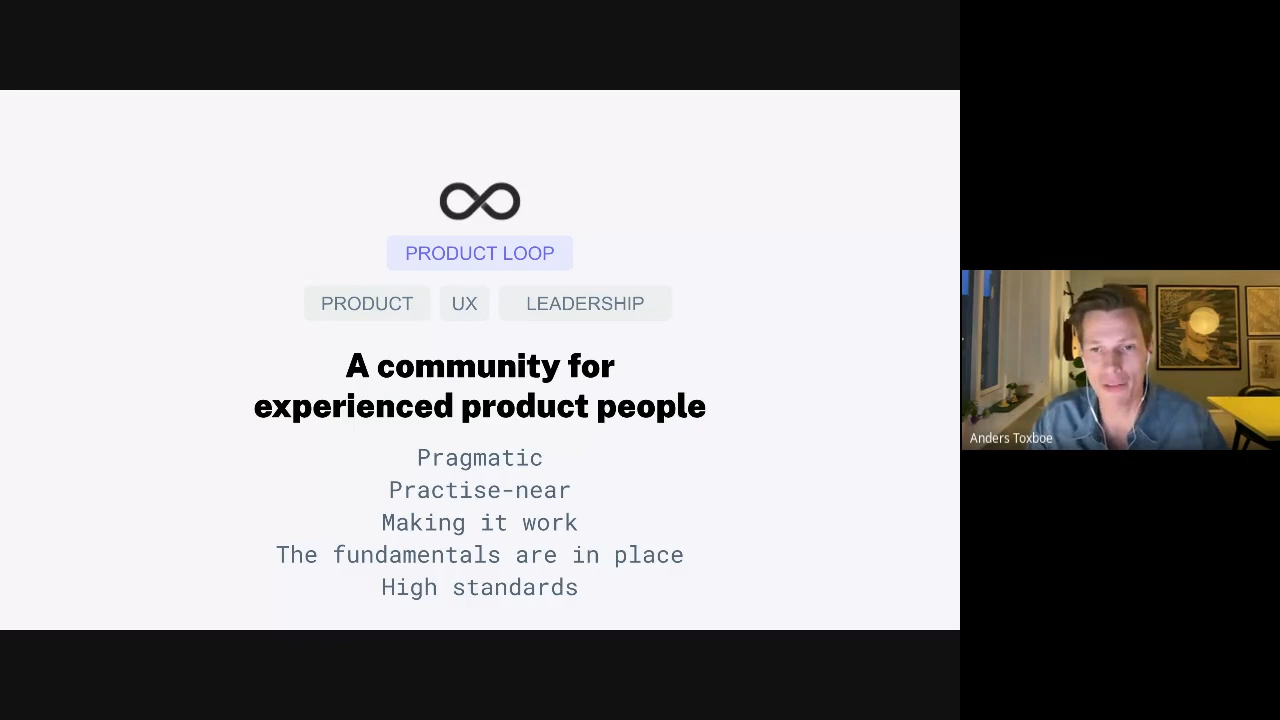 PRODUCT LOOP
PRODUCT UX LEADERSHIP
A community for
experienced product people
Pragmatic
Practise-near
Making it work
The fundamentals are in place
High standards
Anders Toxboe